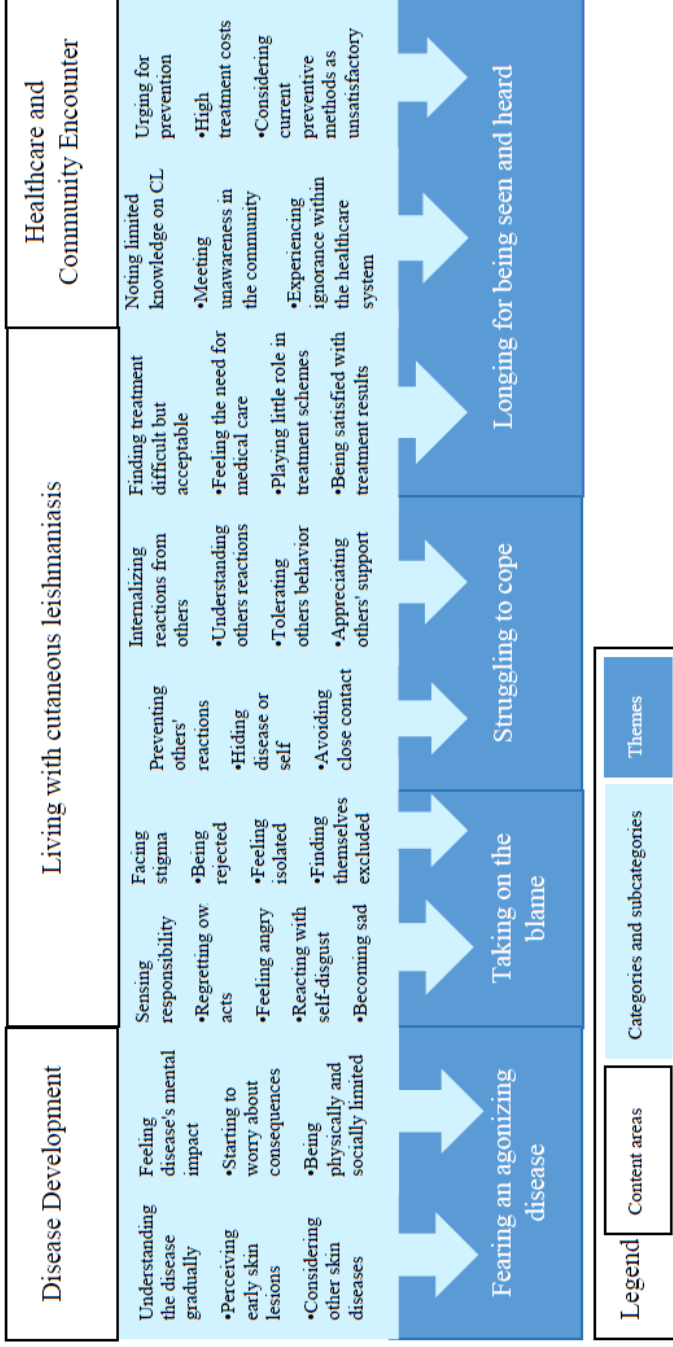 Disease Development
Living with cutaneous leishmaniasis
Healthcare and
Community Encounter
Understanding
the disease
gradually
•Perceiving
early skin
lesions
•Considering
other skin
diseases
Feeling
disease's mental
impact
•Starting to
worry about
consequences
•Being
physically and
socially limited
Sensing
responsibility
•Regretting ow
acts
•Feeling angry
•Reacting with
self-disgust
•Becoming sad
Facing
stigma
•Being
rejected
•Feeling
isolated
•Finding
themselves
excluded
Preventing
others'
reactions
•Hiding
disease or
self
•Avoiding
close contact
Internalizing
reactions from
others
•Understanding
others reactions
•Tolerating
others behavior
•Appreciating
others' support
Finding treatment
difficult but
acceptable
•Feeling the need for
medical care
•Playing little role in
treatment schemes
•Being satisfied with
treatment results
Noting limited
knowledge on CL
•Meeting
unawareness in
the community
•Experiencing
ignorance within
the healthcare
system
Urging for
prevention
•High
treatment costs
•Considering
current
preventive
methods as
unsatisfactory
Fearing an agonizing
disease
Taking on the
blame
Struggling to cope
Longing for being seen and heard
Legend
Content areas
Categories and subcategories
Themes